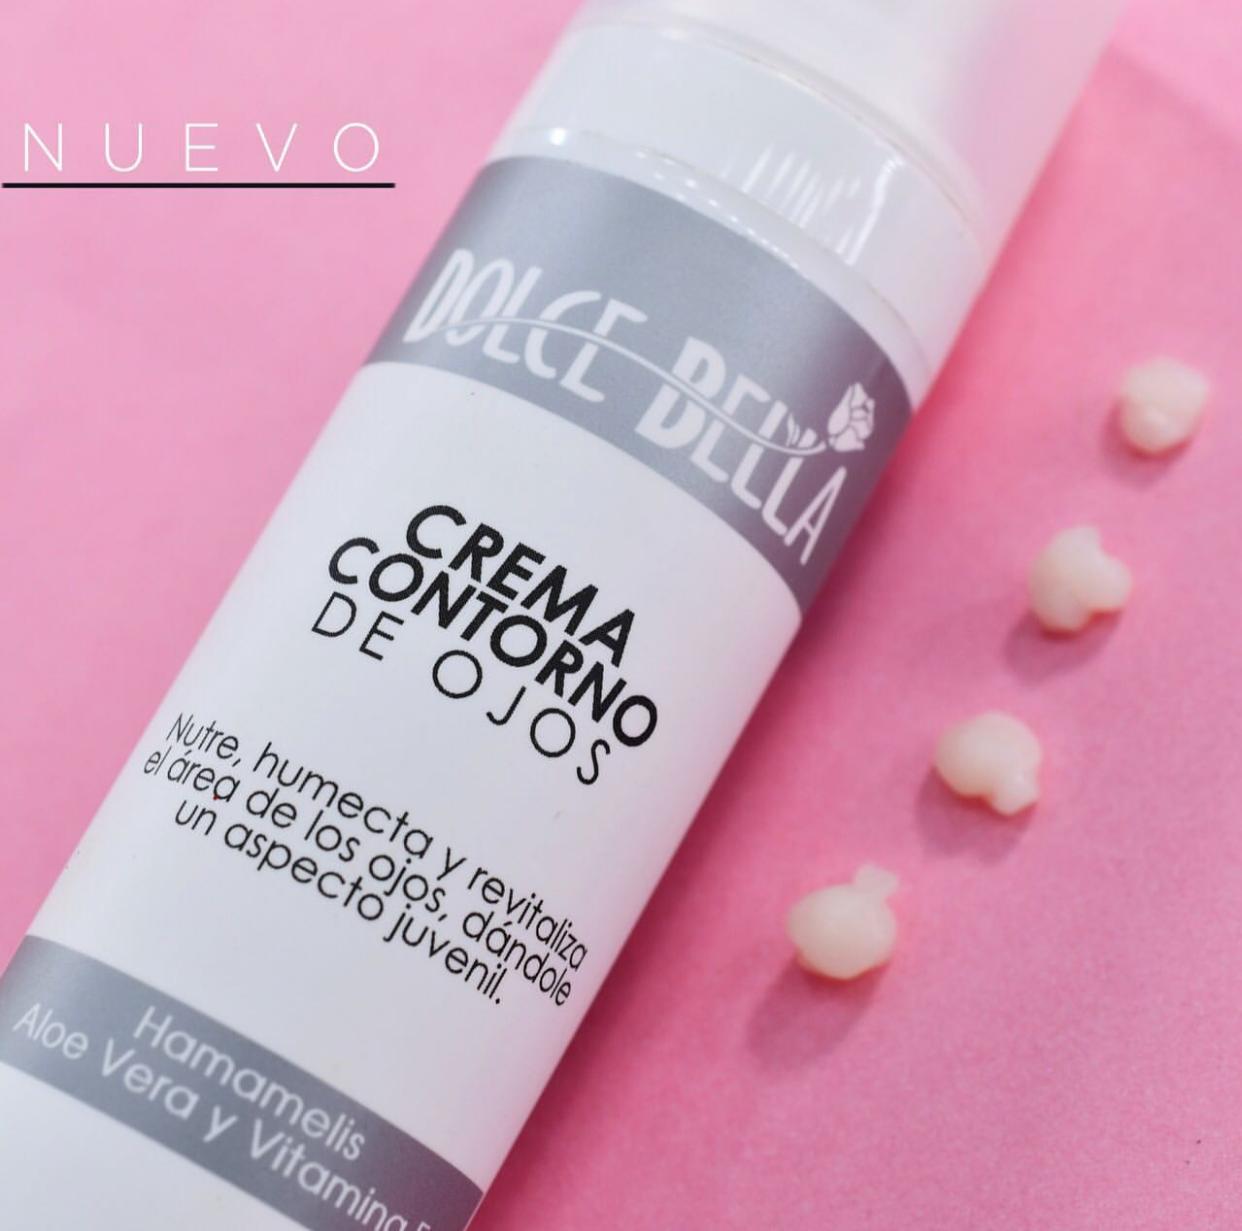 NUEVO
DOLCE BELLA
CREMA
CONTORNO
DE OJOS
Nutre, humecta y revitaliza
el área de los ojos, dándole
un aspecto juvenil.
Hamamelis
Aloe Vera y Vitamina